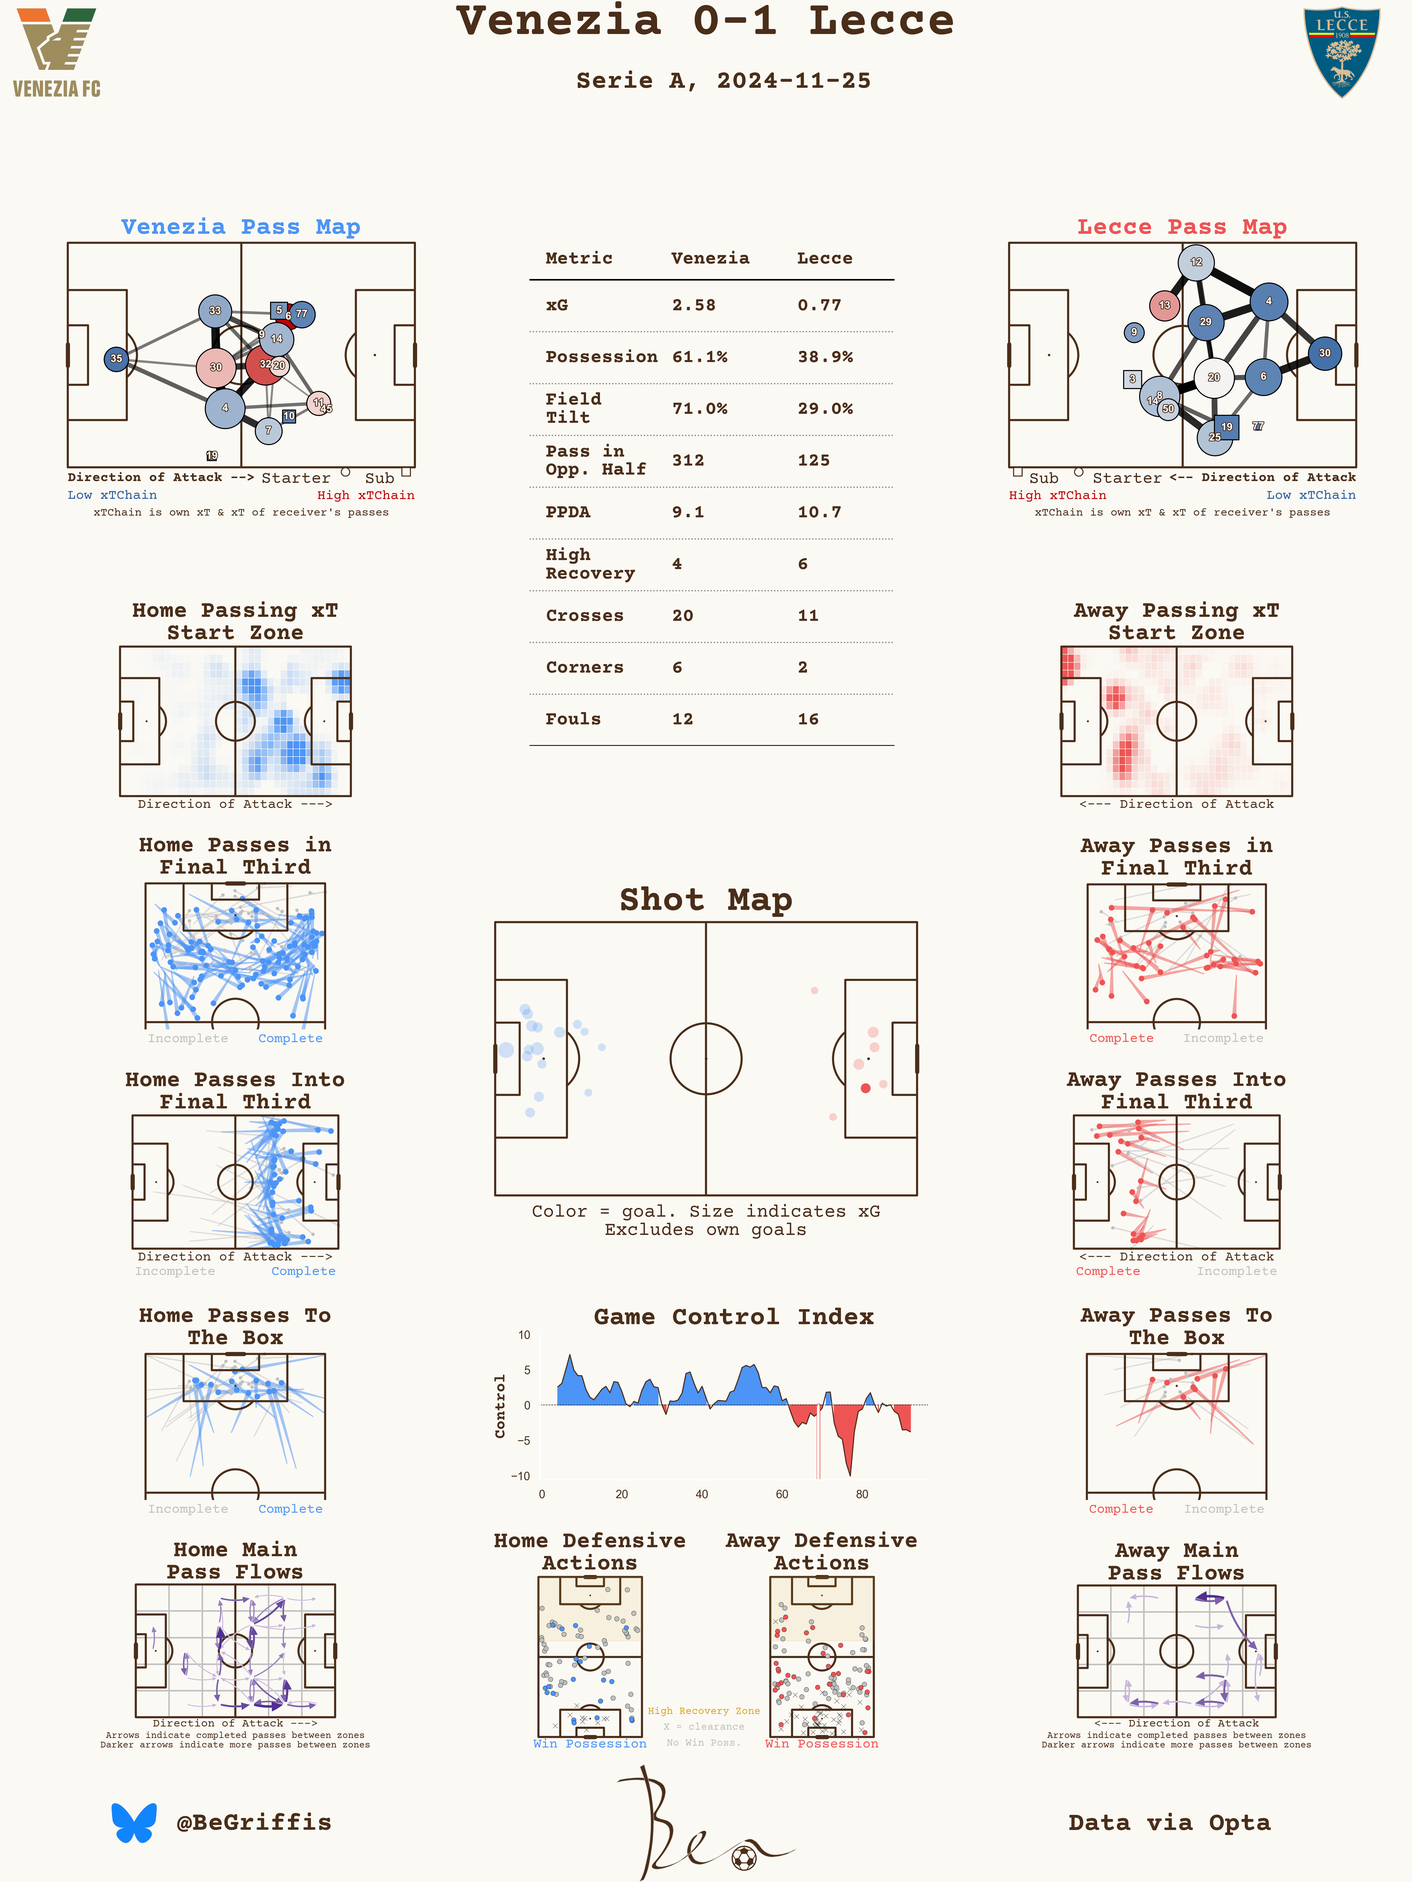 Venezia 0-1 Lecce
Serie A, 2024-11-25
VENEZIA FC
U.S.
LECCE
1908
Venezia Pass Map
35
33
30
4
32
20
14
9
5
6
77
11
45
10
7
19
Direction of Attack --> Starter Sub
Low xTChain High xTChain
xTChain is own xT & xT of receiver's passes
Metric Venezia Lecce
xG 2.58 0.77
Possession 61.1% 38.9%
Field
Tilt 71.0% 29.0%
Pass in
Opp. Half 312 125
PPDA 9.1 10.7
High
Recovery 4 6
Crosses 20 11
Corners 6 2
Fouls 12 16
Lecce Pass Map
12
13
4
29
9
30
3
20
6
8
14
50
19
77
25
Sub Starter <-- Direction of Attack
High xTChain Low xTChain
xTChain is own xT & xT of receiver's passes
Home Passing xT
Start Zone
Direction of Attack --->
Away Passing xT
Start Zone
<--- Direction of Attack
Home Passes in
Final Third
Incomplete Complete
Away Passes in
Final Third
Complete Incomplete
Shot Map
Color = goal. Size indicates xG
Excludes own goals
Home Passes Into
Final Third
Direction of Attack --->
Incomplete Complete
Away Passes Into
Final Third
<--- Direction of Attack
Complete Incomplete
Home Passes To
The Box
Incomplete Complete
Game Control Index
Control
10
5
0
−5
−10
0 20 40 60 80
Away Passes To
The Box
Complete Incomplete
Home Main
Pass Flows
Direction of Attack --->
Arrows indicate completed passes between zones
Darker arrows indicate more passes between zones
Home Defensive
Actions
Win Possession
High Recovery Zone
X = clearance
No Win Poss.
Away Defensive
Actions
Win Possession
Away Main
Pass Flows
<--- Direction of Attack
Arrows indicate completed passes between zones
Darker arrows indicate more passes between zones
@BeGriffis
Ben
Data via Opta